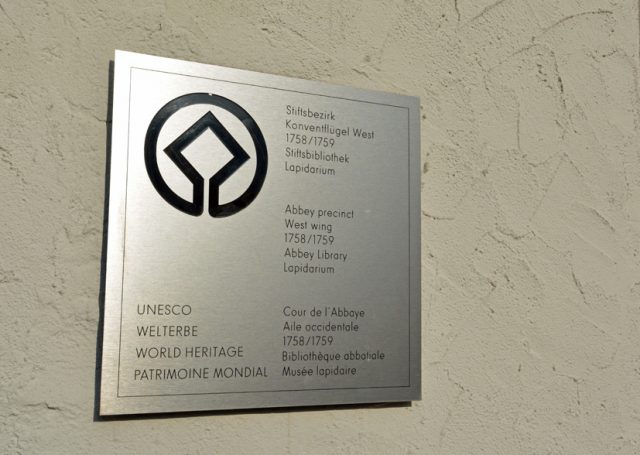 Stiftsbezirk
Konventflügel West
1758/1759
Stiftsbibliothek
Lapidarium
Abbey precinct
West wing
1758/1759
Abbey Library
Lapidarium
UNESCO
WELTERBE
WORLD HERITAGE
PATRIMOINE MONDIAL
Cour de l'Abbaye
Aile occidentale
1758/1759
Bibliothèque abbatiale
Musée lapidaire